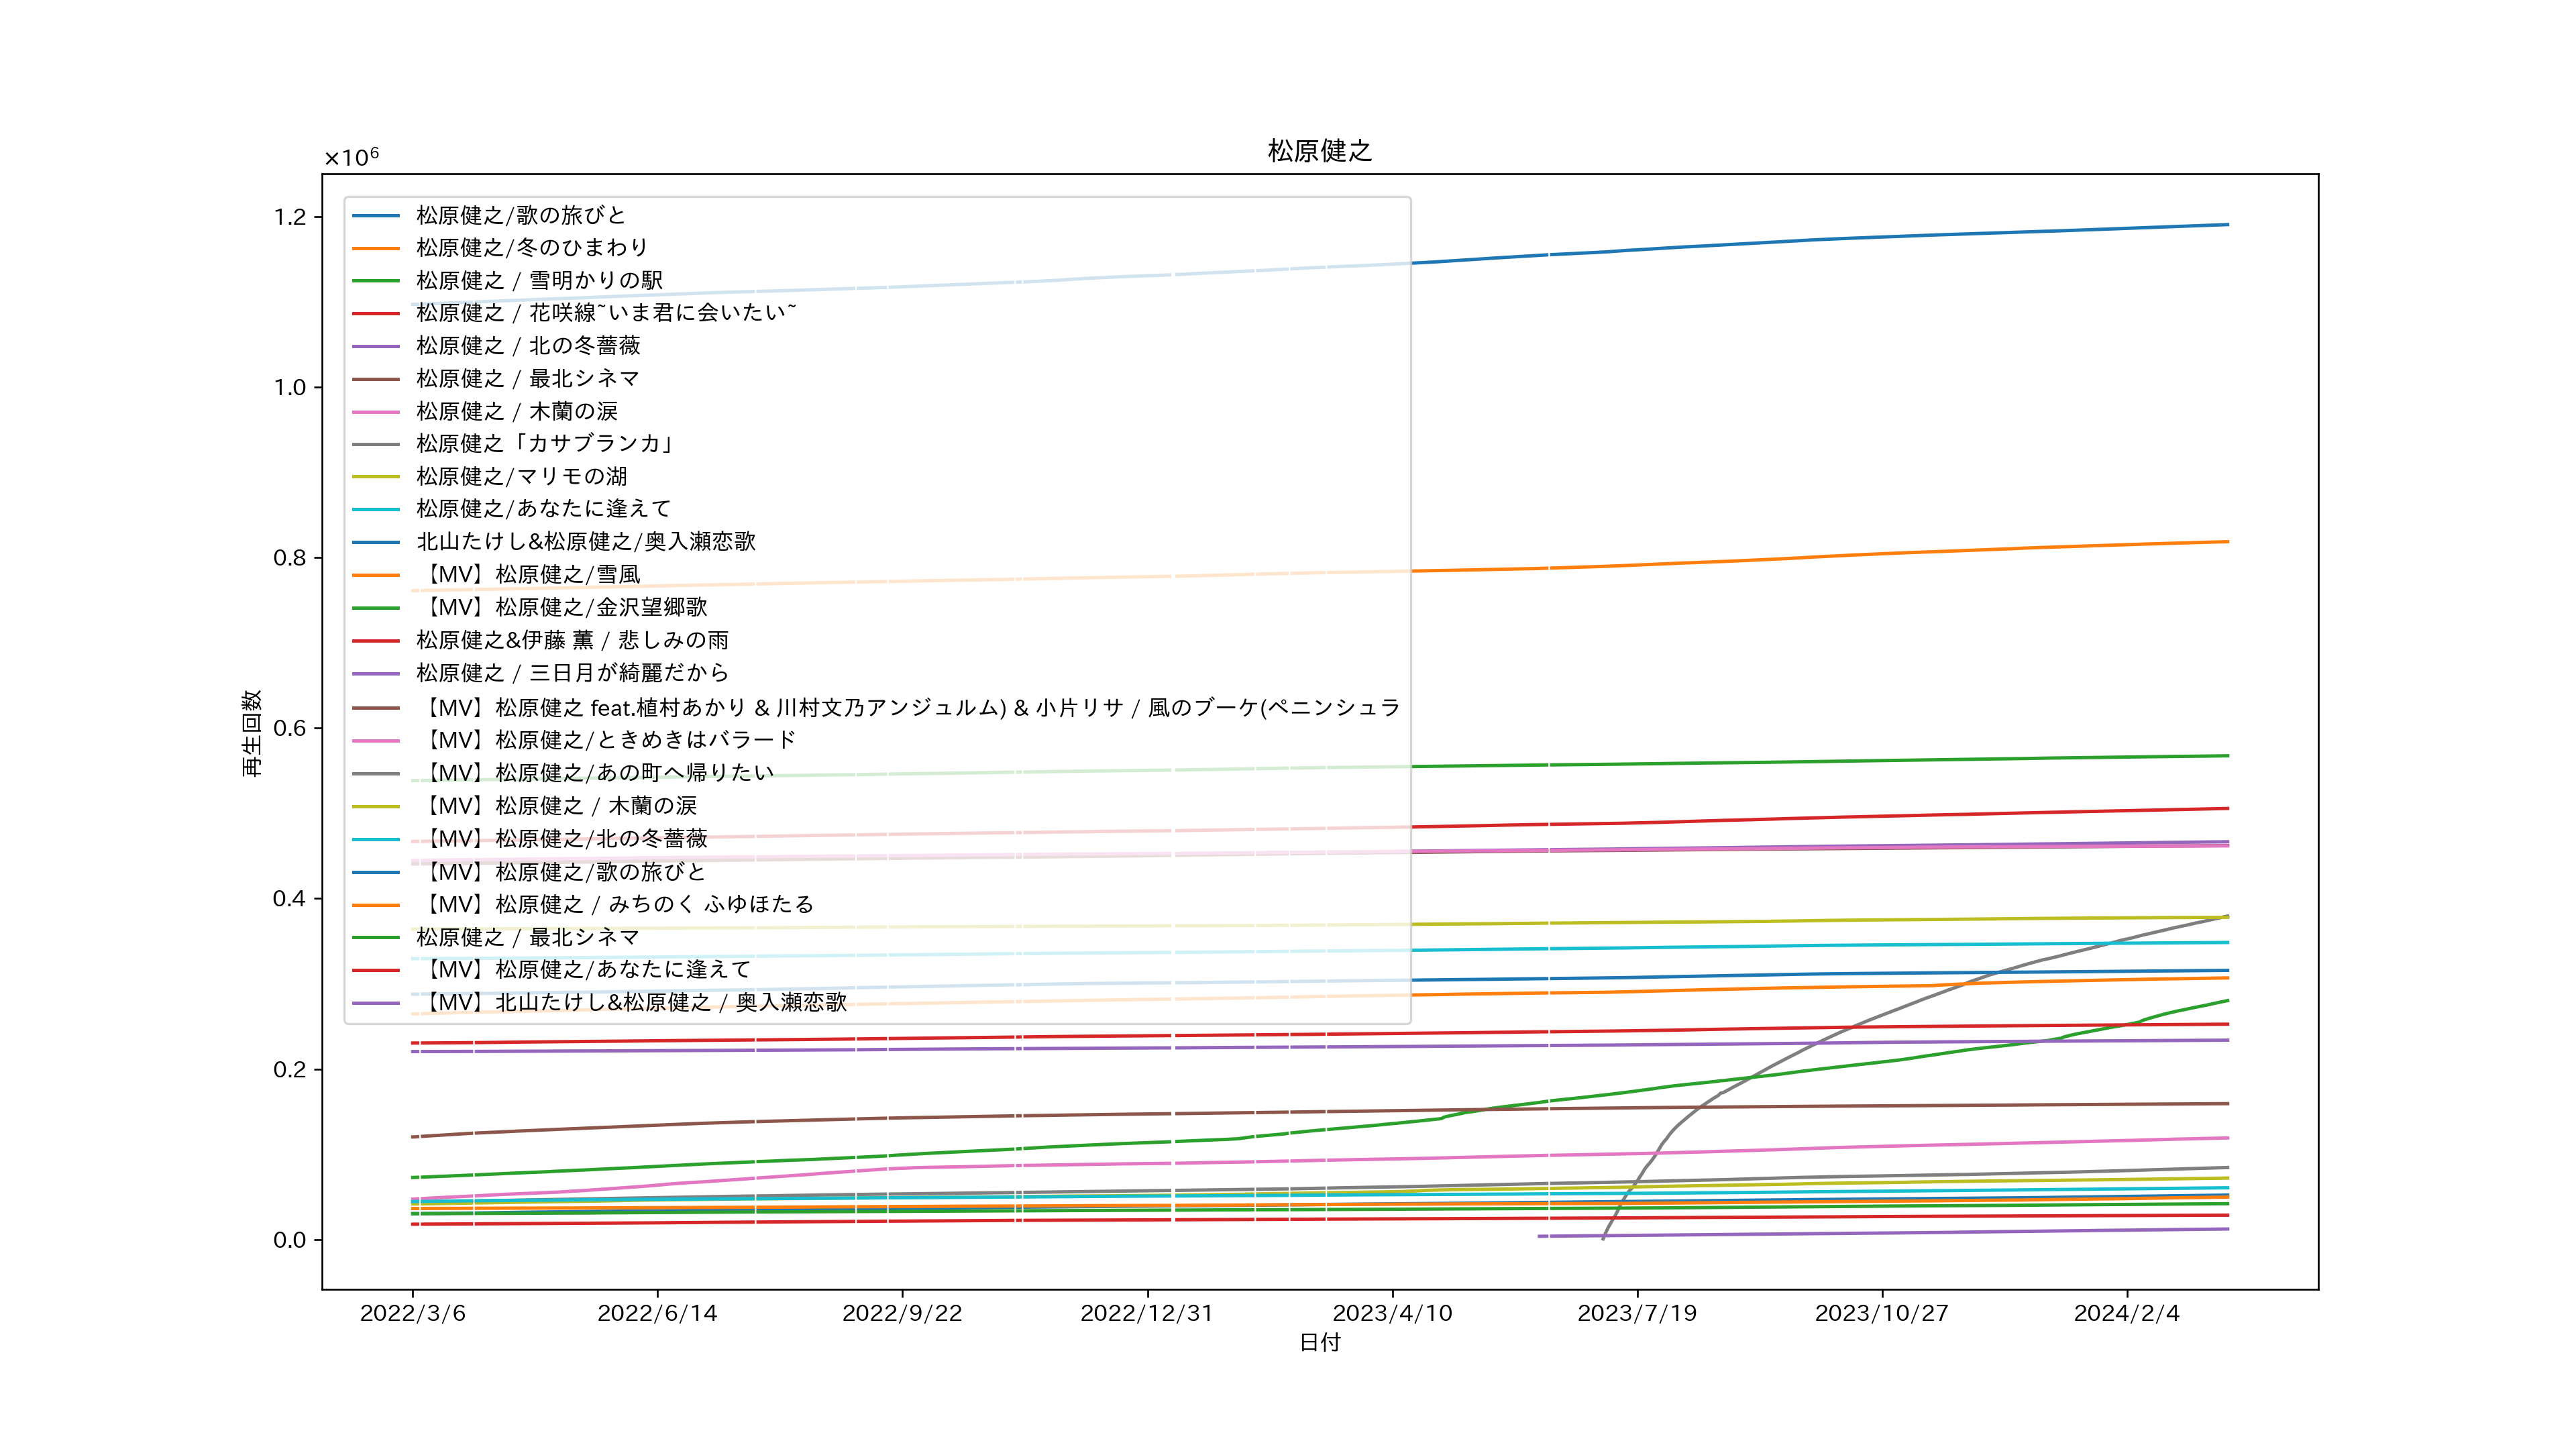 松原健之
×10⁶
1.2
1.0
0.8
0.6
0.4
0.2
0.0
再生回数
松原健之/歌の旅びと
松原健之/冬のひまわり
松原健之 / 雪明かりの駅
松原健之 / 花咲線~いま君に会いたい~
松原健之 / 北の冬薔薇
松原健之 / 最北シネマ
松原健之 / 木蘭の涙
松原健之「カサブランカ」
松原健之/マリモの湖
松原健之/あなたに逢えて
北山たけし&松原健之/奥入瀬恋歌
【MV】松原健之/雪風
【MV】松原健之/金沢望郷歌
松原健之&伊藤 薫 / 悲しみの雨
松原健之 / 三日月が綺麗だから
【MV】松原健之 feat.植村あかり & 川村文乃アンジュルム) & 小片リサ / 風のブーケ(ペニンシュラ
【MV】松原健之/ときめきはバラード
【MV】松原健之/あの町へ帰りたい
【MV】松原健之 / 木蘭の涙
【MV】松原健之/北の冬薔薇
【MV】松原健之/歌の旅びと
【MV】松原健之 / みちのく ふゆほたる
松原健之 / 最北シネマ
【MV】松原健之/あなたに逢えて
【MV】北山たけし&松原健之 / 奥入瀬恋歌
2022/3/6
2022/6/14
2022/9/22
2022/12/31
2023/4/10
2023/7/19
2023/10/27
2024/2/4
日付